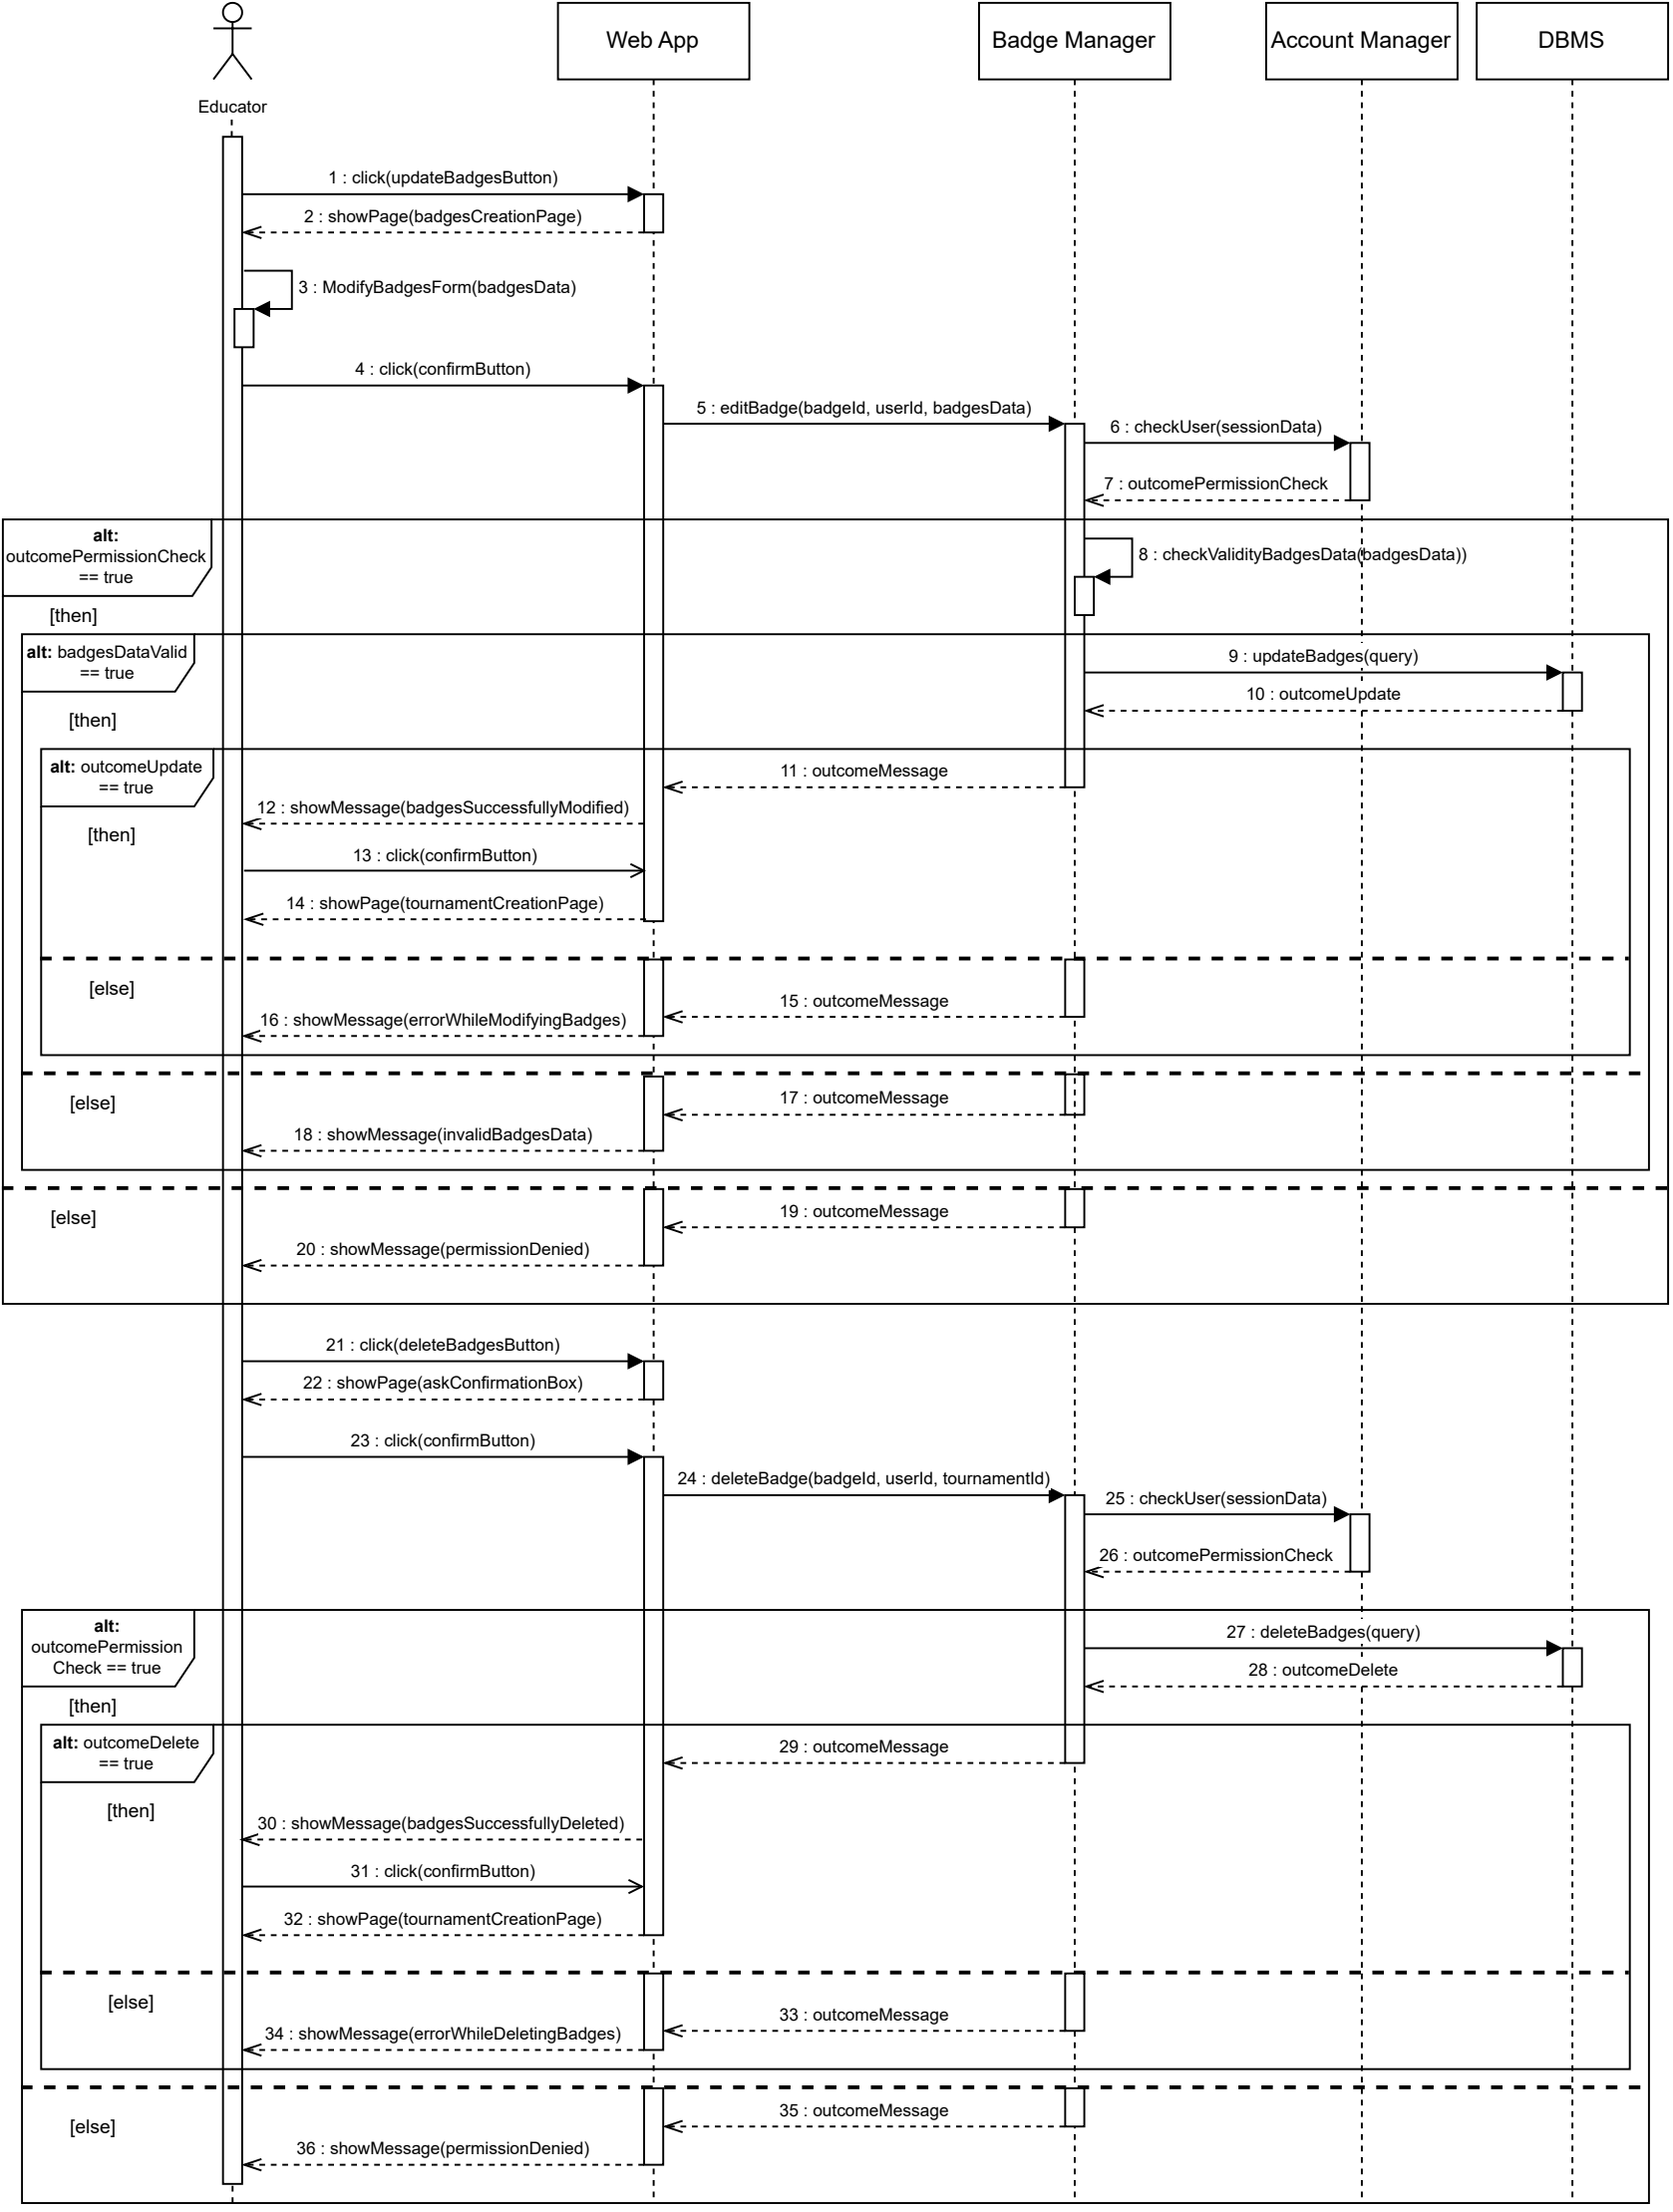 Web App
Badge Manager
Account Manager
DBMS
Educator
1 : click(updateBadgesButton)
2 : showPage(badgesCreationPage)
3 : ModifyBadgesForm(badgesData)
4 : click(confirmButton)
5 : editBadge(badgeId, userId, badgesData)
6 : checkUser(sessionData)
7 : outcomePermissionCheck
alt:
outcomePermissionCheck
== true
8 : checkValidityBadgesData(badgesData))
[then]
alt: badgesDataValid
== true
9 : updateBadges(query)
10 : outcomeUpdate
[then]
alt: outcomeUpdate
== true
11 : outcomeMessage
12 : showMessage(badgesSuccessfullyModified)
[then]
13 : click(confirmButton)
14 : showPage(tournamentCreationPage)
[else]
15 : outcomeMessage
16 : showMessage(errorWhileModifyingBadges)
[else]
17 : outcomeMessage
18 : showMessage(invalidBadgesData)
[else]
19 : outcomeMessage
20 : showMessage(permissionDenied)
21 : click(deleteBadgesButton)
22 : showPage(askConfirmationBox)
23 : click(confirmButton)
24 : deleteBadge(badgeId, userId, tournamentId)
25 : checkUser(sessionData)
26 : outcomePermissionCheck
alt:
outcomePermission
Check == true
27 : deleteBadges(query)
28 : outcomeDelete
[then]
alt: outcomeDelete
== true
29 : outcomeMessage
[then]
30 : showMessage(badgesSuccessfullyDeleted)
31 : click(confirmButton)
32 : showPage(tournamentCreationPage)
[else]
33 : outcomeMessage
34 : showMessage(errorWhileDeletingBadges)
[else]
35 : outcomeMessage
36 : showMessage(permissionDenied)